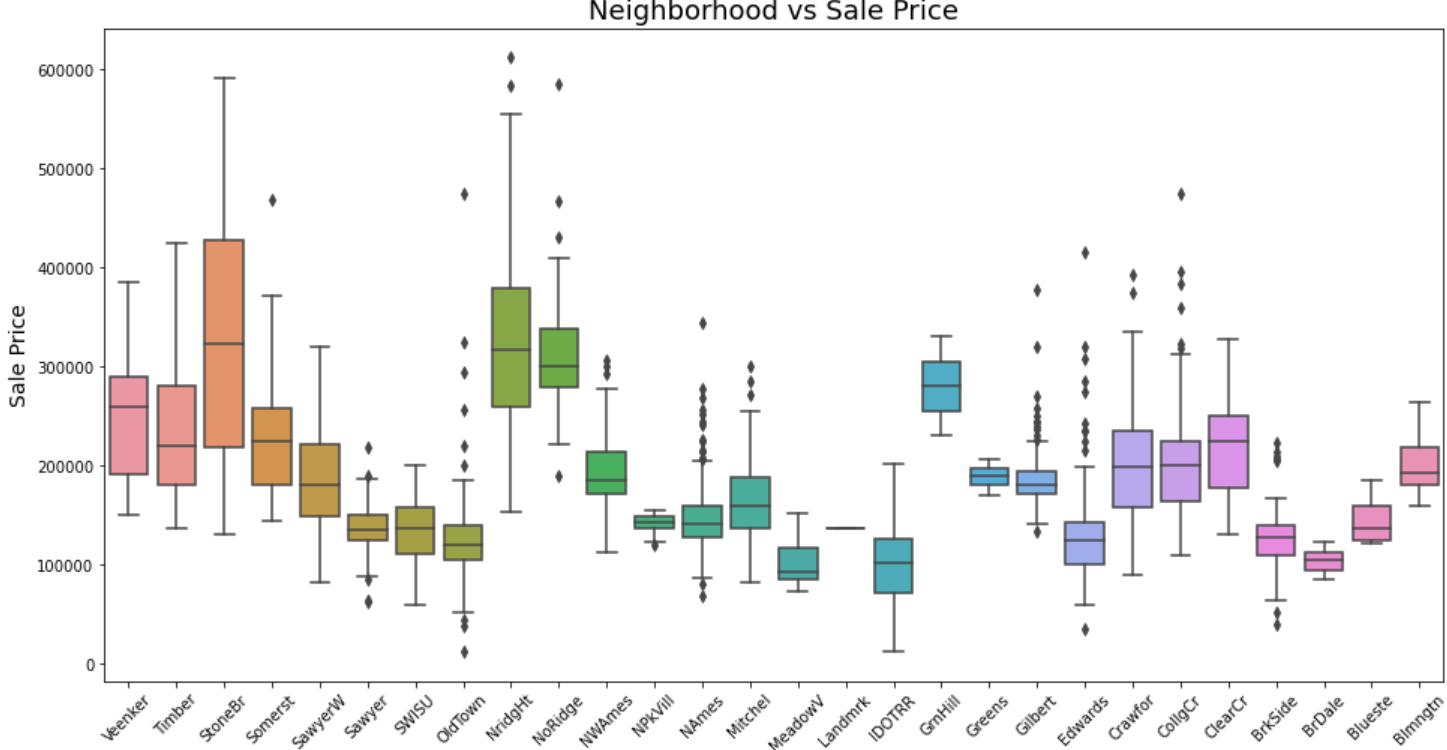 Neighborhood vs Sale Price
Sale Price
600000
500000
400000
300000
200000
100000
0
Veenker
Timber
StoneBr
Somerst
SawyerW
Sawyer
SWISU
OldTown
NridgHt
NoRidge
NWAmes
NPkVill
NAmes
Mitchel
MeadowV
Landmrk
IDOTRR
GrnHill
Greens
Gilbert
Edwards
Crawfor
CollgCr
ClearCr
BrkSide
BrDale
Blueste
Blmngtn